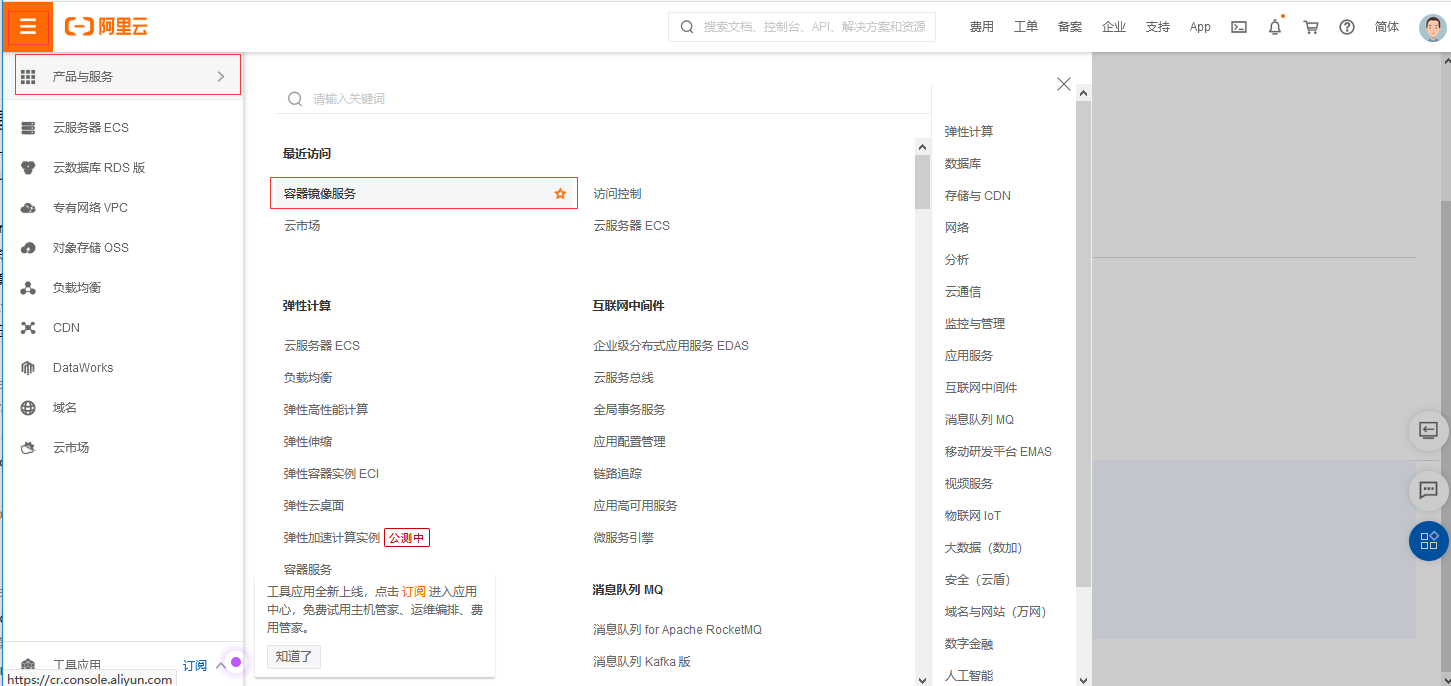 阿里云
搜索文档、控制台、API、解决方案和资源
费用 工单 备案 企业 支持 App 简体
产品与服务
云服务器 ECS
云数据库 RDS 版
专有网络 VPC
对象存储 OSS
负载均衡
CDN
DataWorks
域名
云市场
工具应用 订阅
https://cr.console.aliyun.com
请输入关键词
最近访问
容器镜像服务 访问控制
云市场 云服务器 ECS
弹性计算
云服务器 ECS
负载均衡
弹性高性能计算
弹性伸缩
弹性容器实例 ECI
弹性云桌面
弹性加速计算实例 公测中
容器服务
工具应用全新上线，点击 订阅 进入应用
中心，免费试用主机管家、运维编排、费
用管家。
知道了
互联网中间件
企业级分布式应用服务 EDAS
云服务总线
全局事务服务
应用配置管理
链路追踪
应用高可用服务
微服务引擎
消息队列 MQ
消息队列 for Apache RocketMQ
消息队列 Kafka 版
弹性计算
数据库
存储与 CDN
网络
分析
云通信
监控与管理
应用服务
互联网中间件
消息队列 MQ
移动研发平台 EMAS
视频服务
物联网 IoT
大数据（数加）
安全（云盾）
域名与网站（万网）
数字金融
人工智能